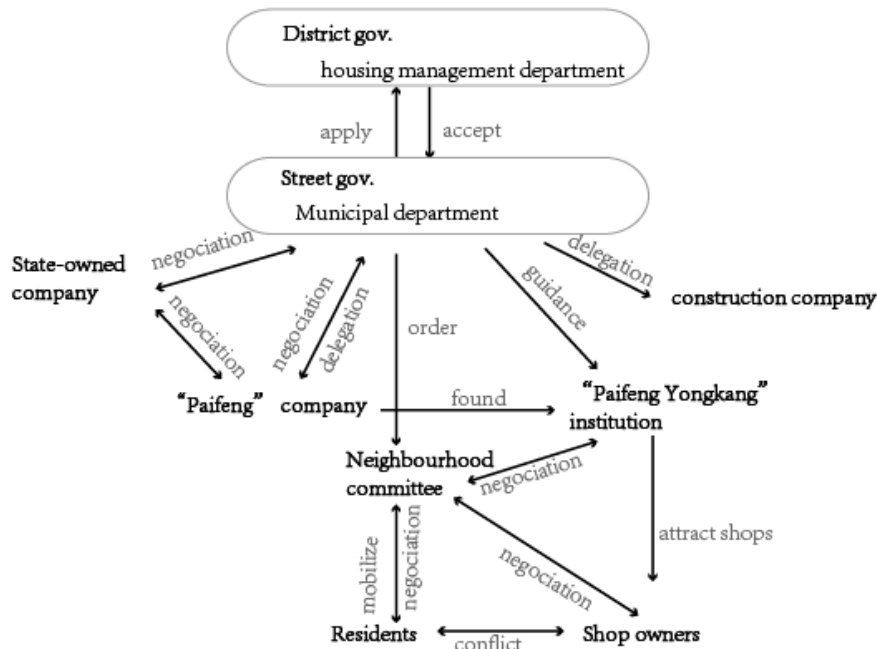 District gov.
housing management department
apply
accept
Street gov.
Municipal department
State-owned
company
negociation
negociation
negociation
delegation
order
guidance
delegation
construction company
"Paifeng" company
found
"Paifeng Yongkang"
institution
Neighbourhood
committee
negociation
mobilize
negociation
negociation
attract shops
Residents
conflict
Shop owners